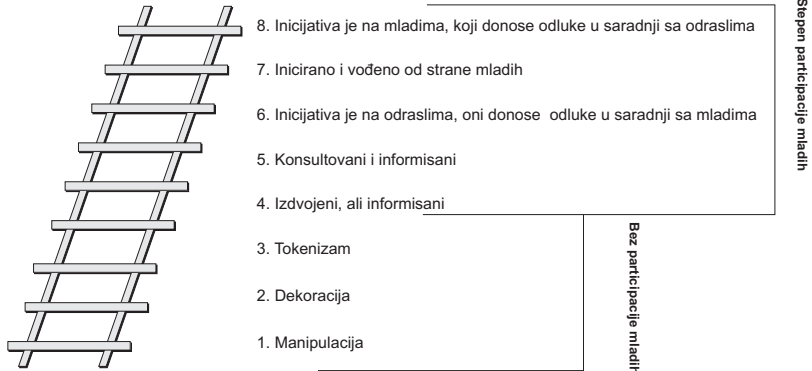 8. Inicijativa je na mladima, koji donose odluke u saradnji sa odraslima
7. Inicirano i vođeno od strane mladih
6. Inicijativa je na odraslima, oni donose odluke u saradnji sa mladima
5. Konsultovani i informisani
4. Izdvojeni, ali informisani
3. Tokenizam
2. Dekoracija
1. Manipulacija
Stepen participacije mladih
Bez participacije mladih